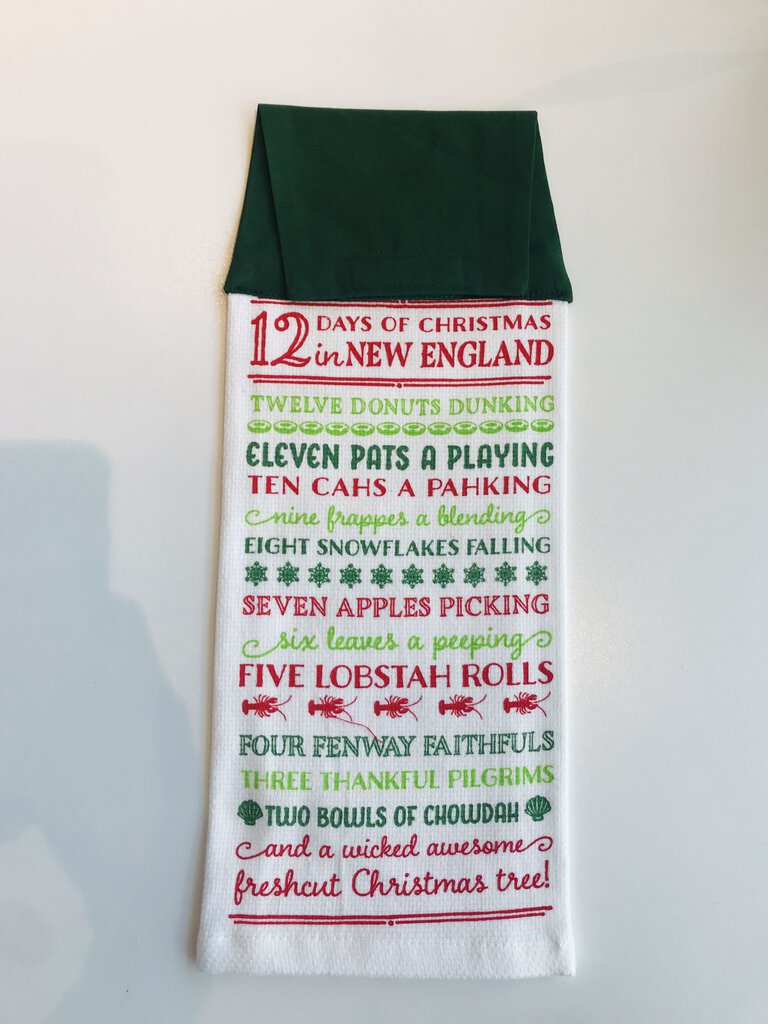 12 DAYS OF CHRISTMAS
in NEW ENGLAND
TWELVE DONUTS DUNKING
ELEVEN PATS A PLAYING
TEN CAHS A PAHKING
nine frappes a blending
EIGHT SNOWFLAKES FALLING
SEVEN APPLES PICKING
six leaves a peeping
FIVE LOBSTAH ROLLS
FOUR FENWAY FAITHFULS
THREE THANKFUL PILGRIMS
TWO BOWLS OF CHOWDAH
and a wicked awesome
freshcut Christmas tree!